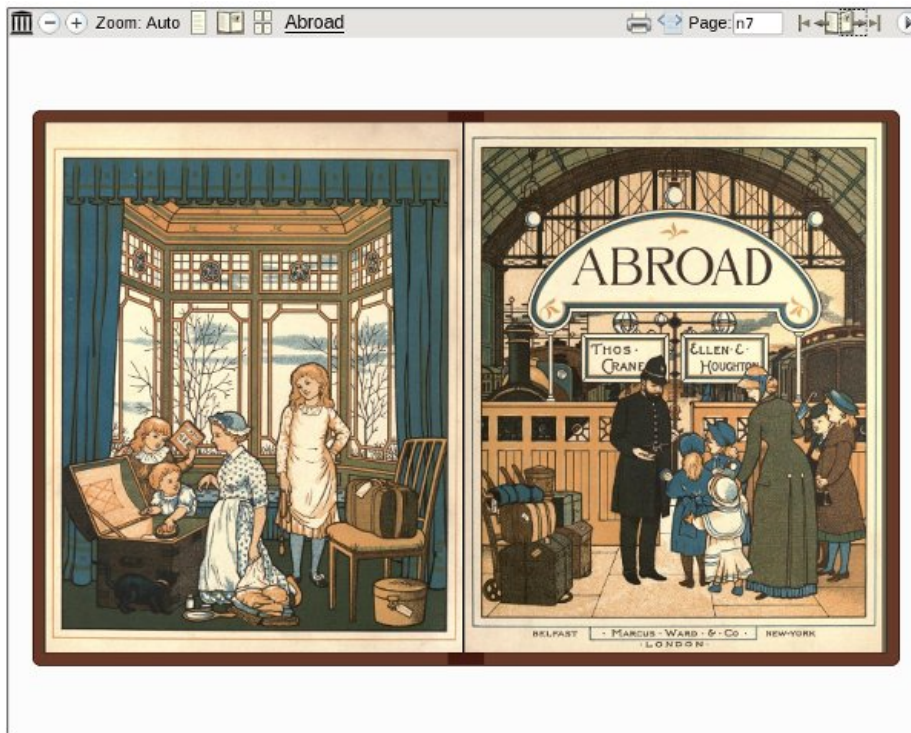 Zoom: Auto Abroad Page: n7
ABROAD
THOS· ELLEN·E·
CRANE HOUGHTON
BELFAST · MARCUS · WARD · & · CO · NEW-YORK
· LONDON ·